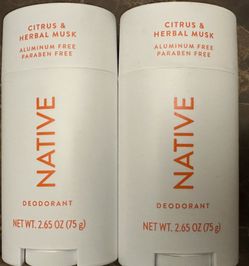 CITRUS &
HERBAL MUSK
ALUMINUM FREE
PARABEN FREE
NATIVE
DEODORANT
NET WT. 2.65 OZ (75 g)
CITRUS &
HERBAL MUSK
ALUMINUM FREE
PARABEN FREE
NATIVE
DEODORANT
NET WT. 2.65 OZ (75 g)